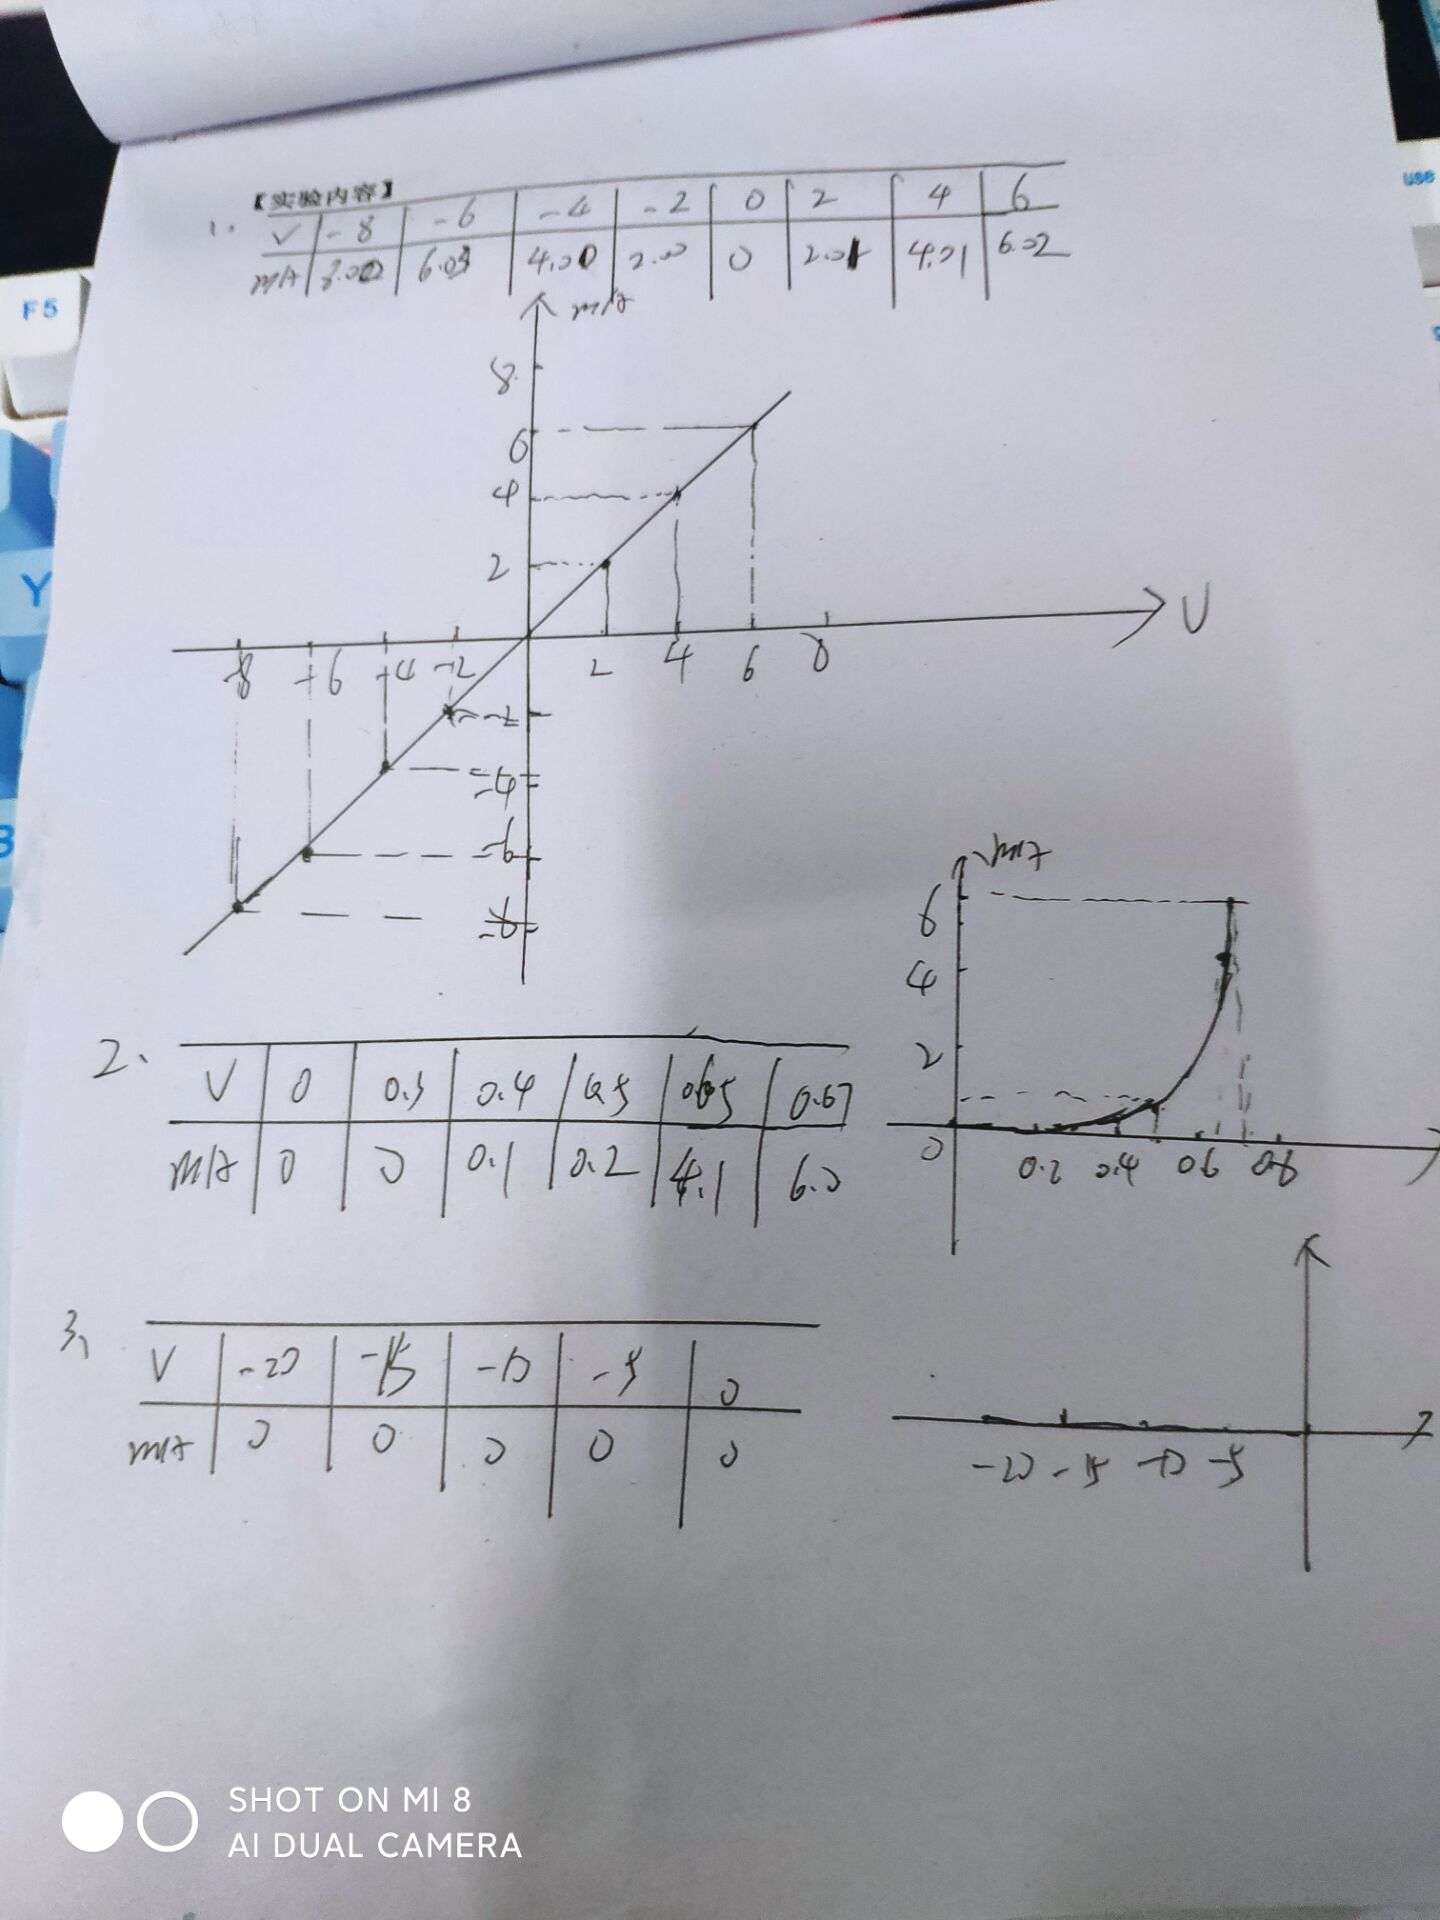 【实验内容】
1. V -8 -6 -4 -2 0 2 4 6
mA 8.00 6.03 4.00 2.00 0 2.01 4.01 6.02
mA
8
6
4
2
-8 -6 -4 -2 2 4 6 8 U
-2
-4
-6
mA
6
4
2
0 0.2 0.4 0.6 0.8
2、 V 0 0.3 0.4 0.5 0.65 0.67
mA 0 0 0.1 0.2 4.1 6.0
3、 V -20 -15 -10 -5 0
mA 0 0 0 0 0
-20 -15 -10 -5
F5
Y
B
SHOT ON MI 8
AI DUAL CAMERA